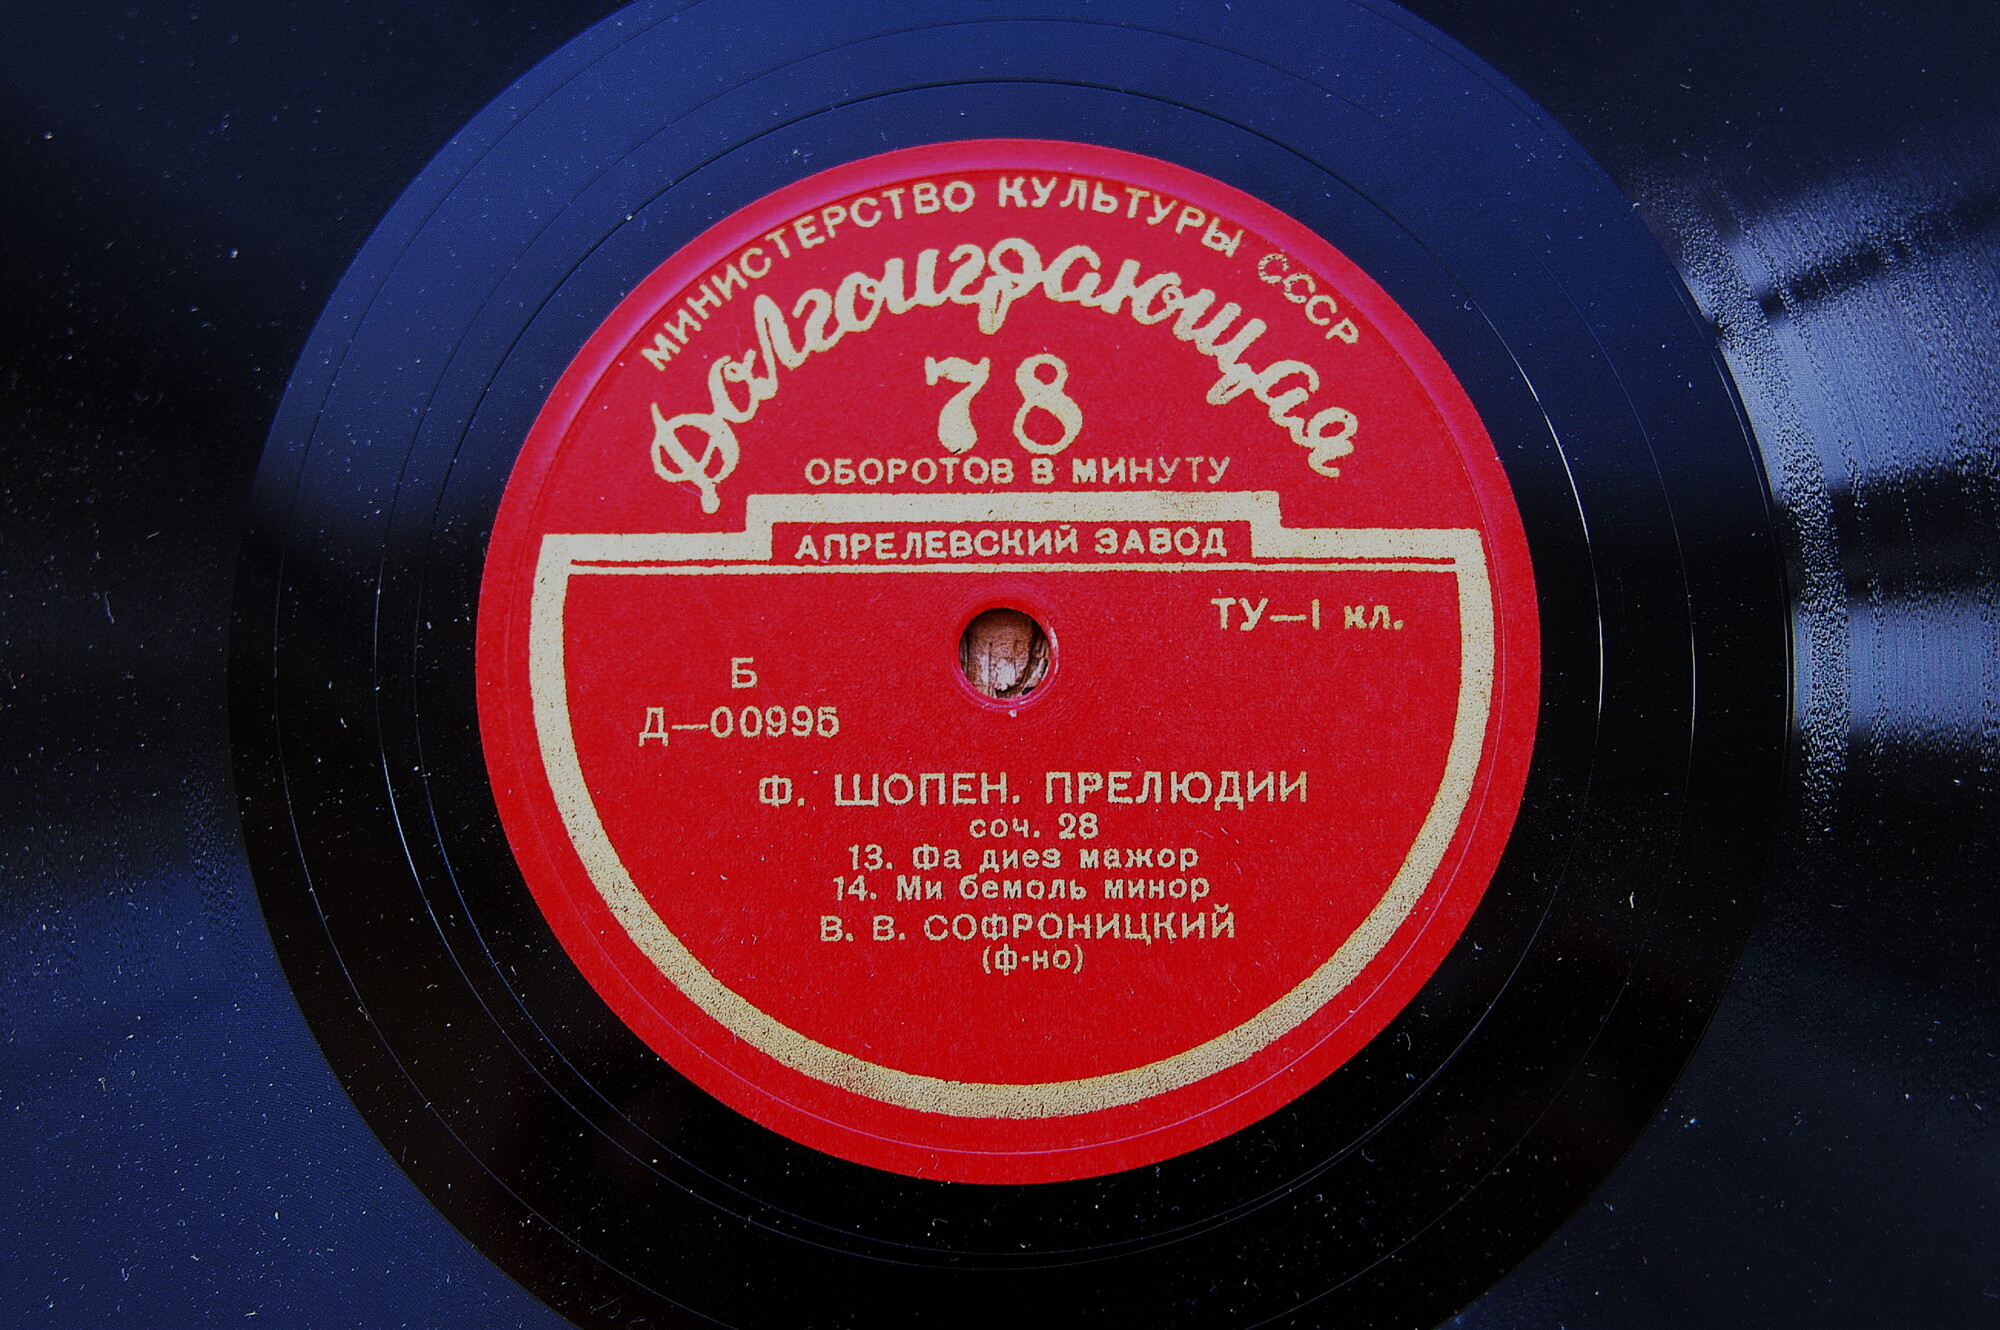 МИНИСТЕРСТВО КУЛЬТУРЫ СССР
Долгоиграющая
78
ОБОРОТОВ В МИНУТУ
АПРЕЛЕВСКИЙ ЗАВОД
ТУ—I кл.
Б
Д—00995
Ф. ШОПЕН. ПРЕЛЮДИИ
соч. 28
13. Фа диез мажор
14. Ми бемоль минор
В. В. СОФРОНИЦКИЙ
(ф-но)